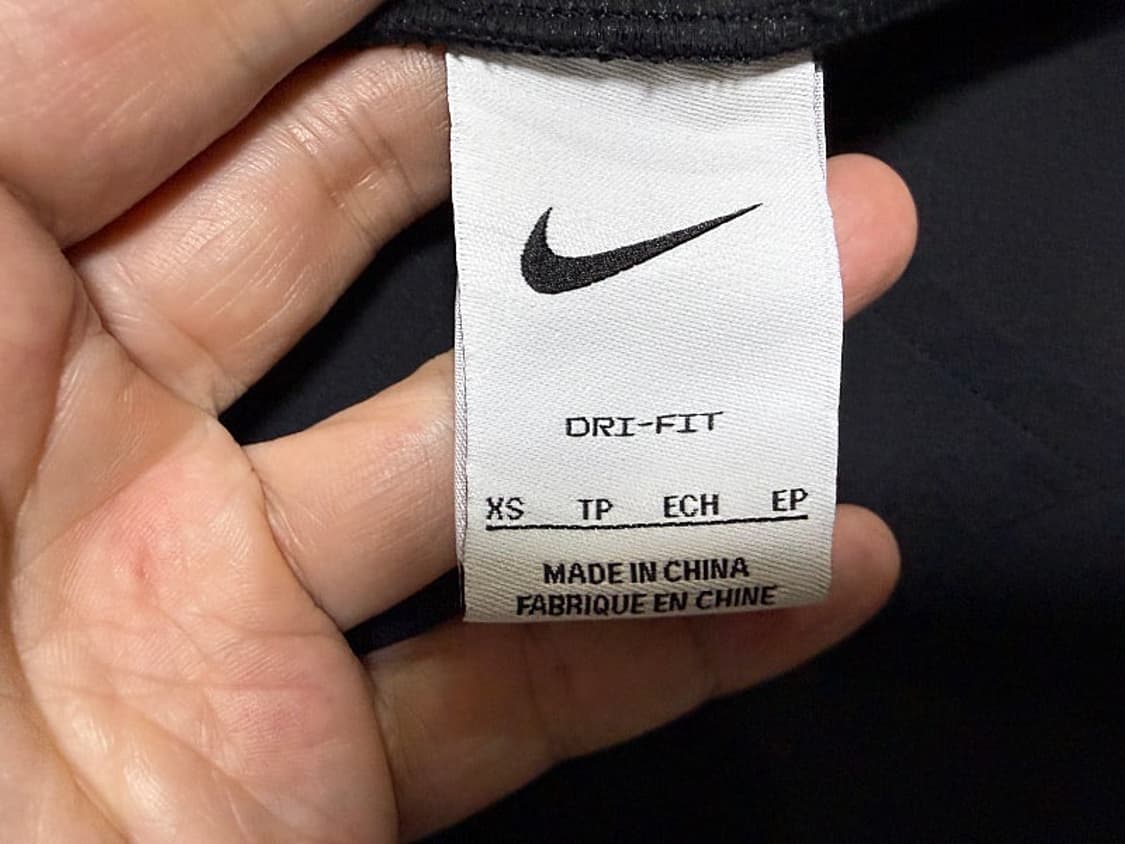 DRI-FIT
XS TP ECH EP
MADE IN CHINA
FABRIQUE EN CHINE